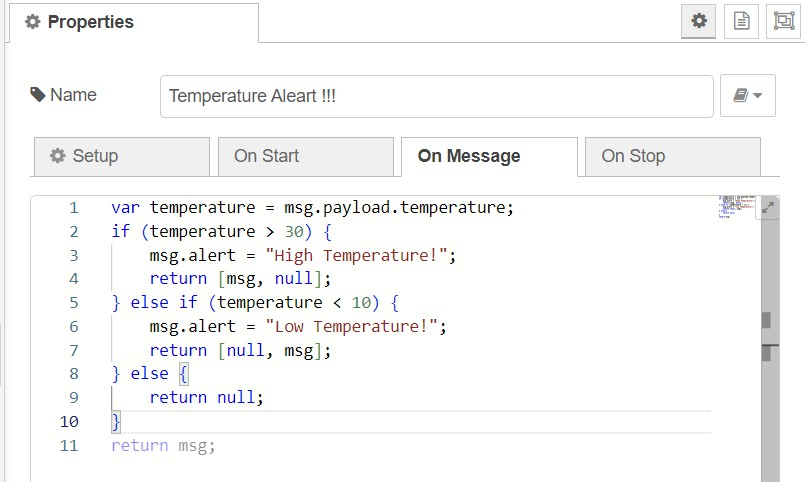 Properties
Name
Temperature Aleart !!!
Setup
On Start
On Message
On Stop
1 var temperature = msg.payload.temperature;
2 if (temperature > 30) {
3     msg.alert = "High Temperature!";
4     return [msg, null];
5 } else if (temperature < 10) {
6     msg.alert = "Low Temperature!";
7     return [null, msg];
8 } else {
9     return null;
10 }
11 return msg;